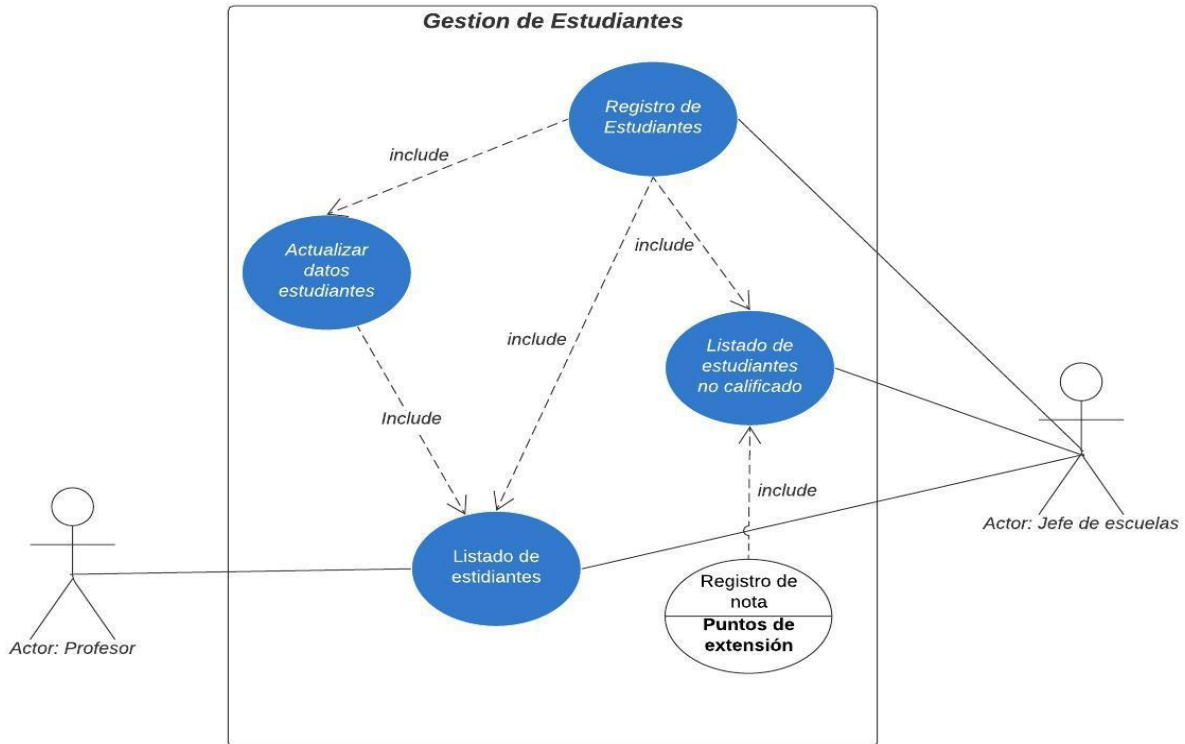 Gestion de Estudiantes
Registro de
Estudiantes
include
Actualizar
datos
estudiantes
include
include
Listado de
estudiantes
no calificado
Include
include
Actor: Jefe de escuelas
Listado de
estidiantes
Registro de
nota
Puntos de
extensión
Actor: Profesor